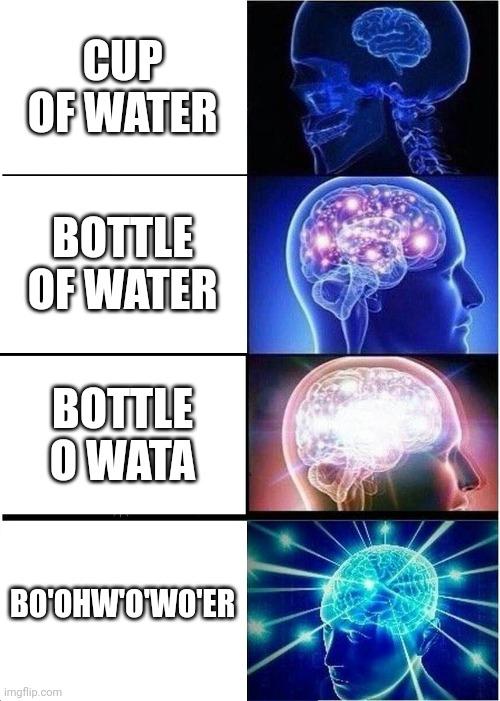 CUP
OF WATER
BOTTLE
OF WATER
BOTTLE
O WATA
BO'OHW'O'WO'ER
imgflip.com